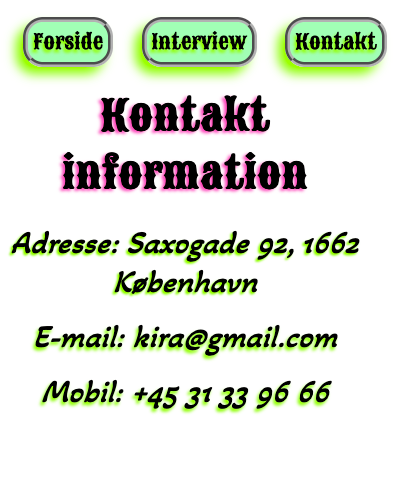 Forside Interview Kontakt
Kontakt
information
Adresse: Saxogade 92, 1662
København
E-mail: kira@gmail.com
Mobil: +45 31 33 96 66